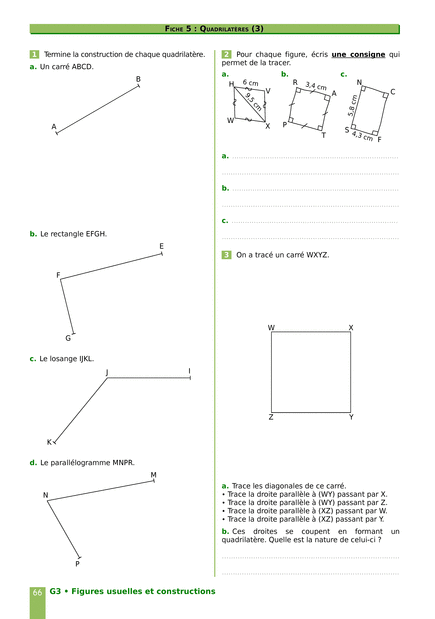 FICHE 5 : QUADRILATÈRES (3)
1 Termine la construction de chaque quadrilatère.
a. Un carré ABCD.
B
A
b. Le rectangle EFGH.
E
F
G
c. Le losange IJKL.
J
I
K
d. Le parallélogramme MNPR.
M
N
P
2 Pour chaque figure, écris une consigne qui
permet de la tracer.
a.
b.
c.
H
6 cm
V
9,5 cm
W
X
R
3,4 cm
A
P
T
N
C
5,8 cm
S
4,3 cm
F
a.
b.
c.
3 On a tracé un carré WXYZ.
W
X
Z
Y
a. Trace les diagonales de ce carré.
• Trace la droite parallèle à (WY) passant par X.
• Trace la droite parallèle à (WY) passant par Z.
• Trace la droite parallèle à (XZ) passant par W.
• Trace la droite parallèle à (XZ) passant par Y.
b. Ces droites se coupent en formant un
quadrilatère. Quelle est la nature de celui-ci ?
66 G3 • Figures usuelles et constructions